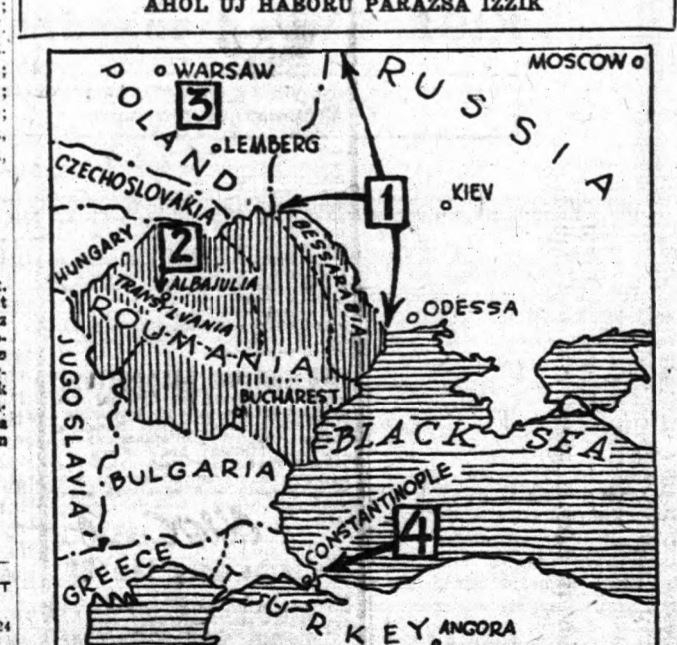 AHOL UJ HABORU PARAZSA IZZIK
POLAND
WARSAW
3
LEMBERG
RUSSIA
MOSCOW
CZECHOSLOVAKIA
1
KIEV
HUNGARY
2
BESSARABIA
ALBAJULIA
TRANSYLVANIA
ROUMANIA
ODESSA
JUGOSLAVIA
BUCHAREST
BLACK SEA
BULGARIA
CONSTANTINOPLE
4
GREECE
TURKEY
ANGORA